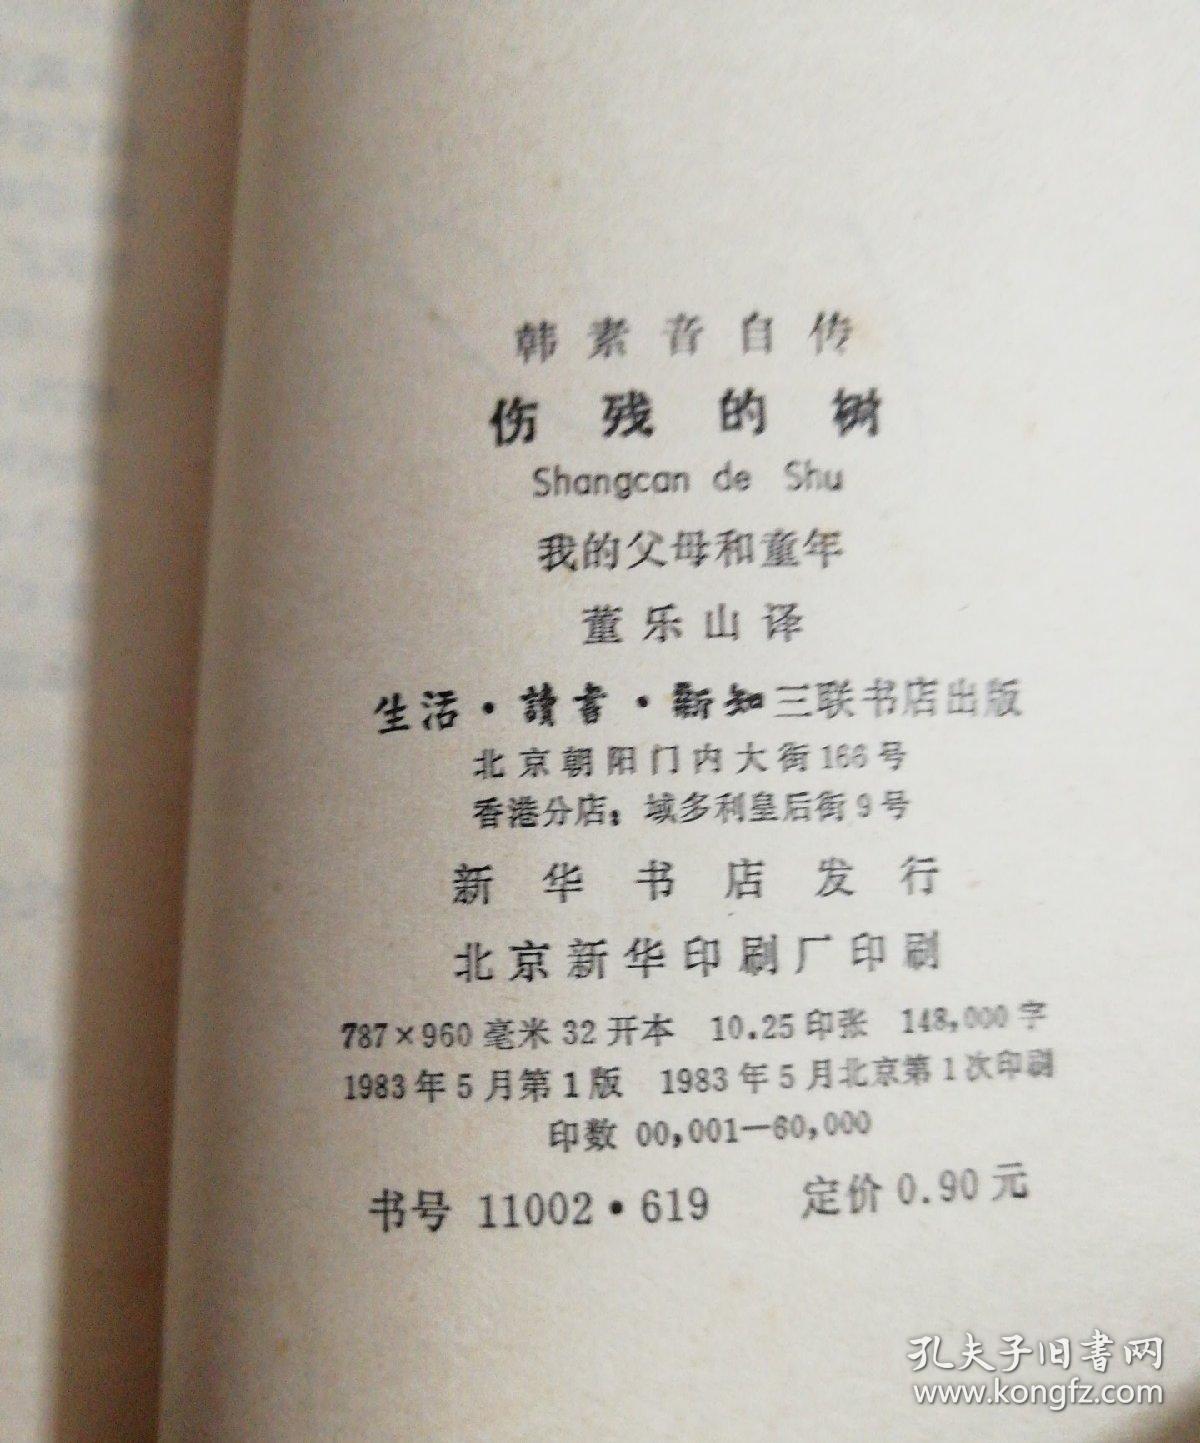 韩素音自传
伤残的树
Shangcan de Shu
我的父母和童年
董乐山译
生活·讀書·新知三联书店出版
北京朝阳门内大街166号
香港分店：域多利皇后街9号
新华书店发行
北京新华印刷厂印刷
787×960毫米32开本 10.25印张 148,000字
1983年5月第1版 1983年5月北京第1次印刷
印数 00,001—60,000
书号 11002·619 定价0.90元
孔夫子旧書网
www.kongfz.com